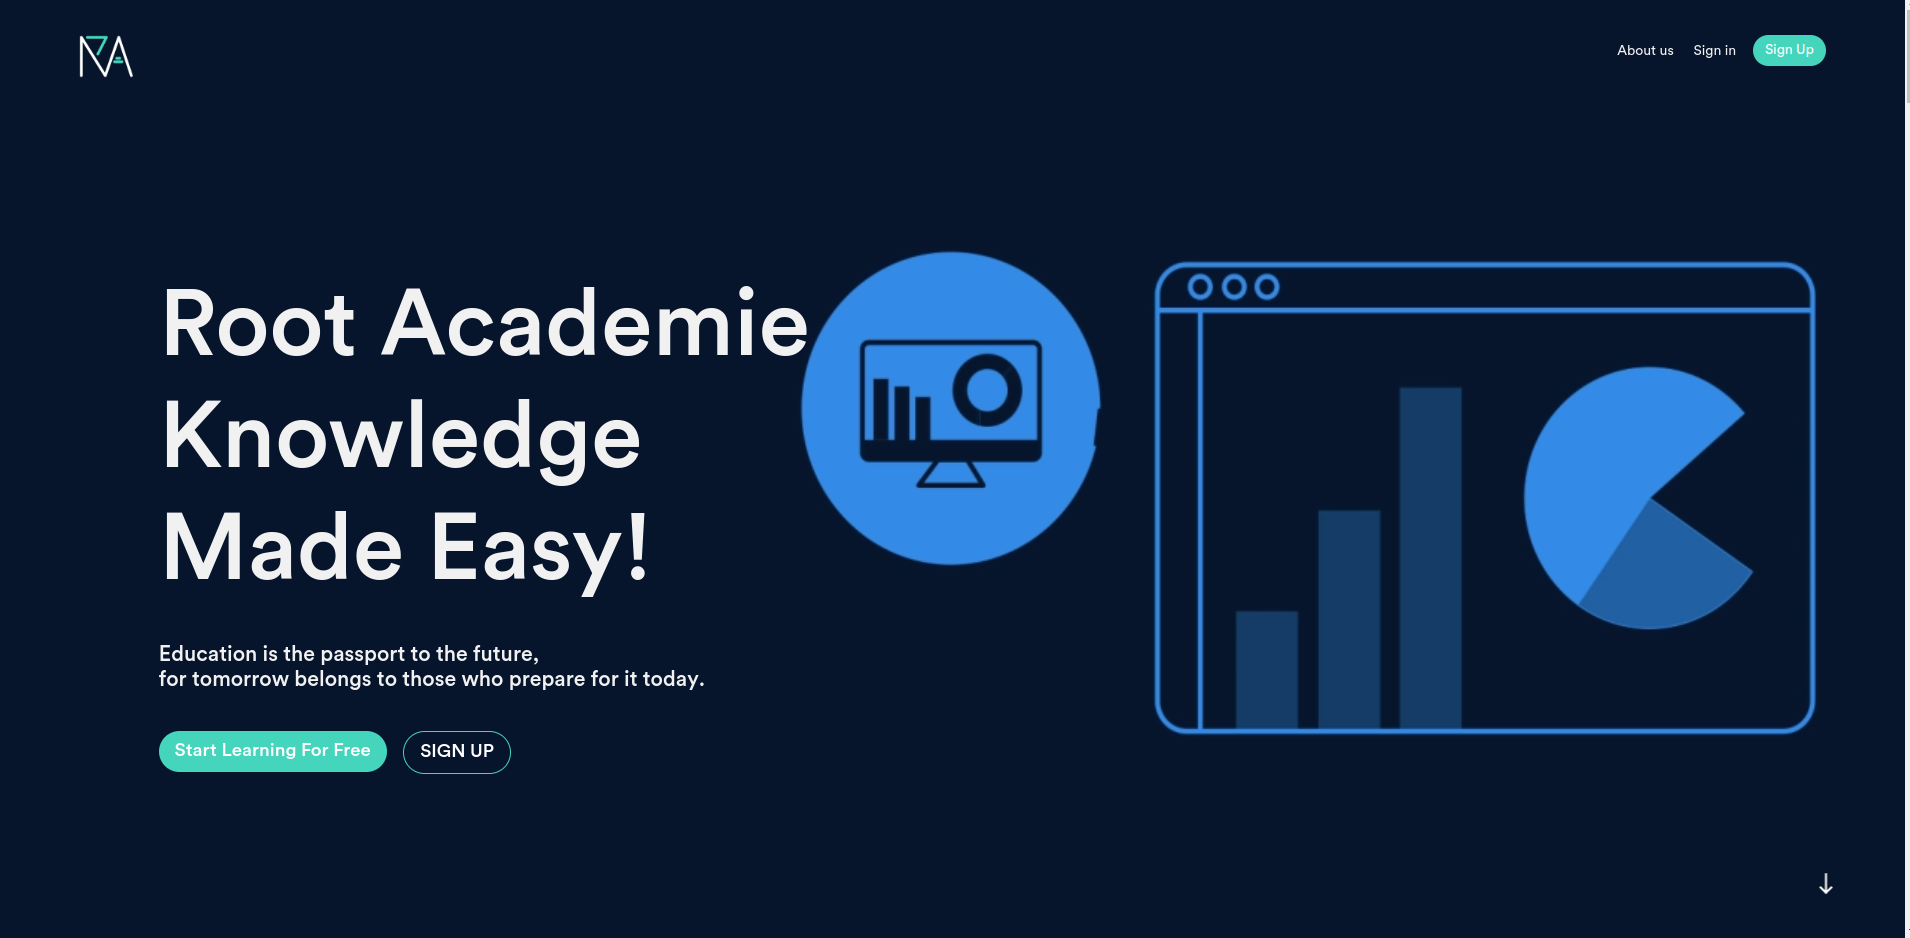 About us
Sign in
Sign Up
Root Academie
Knowledge
Made Easy!
Education is the passport to the future,
for tomorrow belongs to those who prepare for it today.
Start Learning For Free
SIGN UP